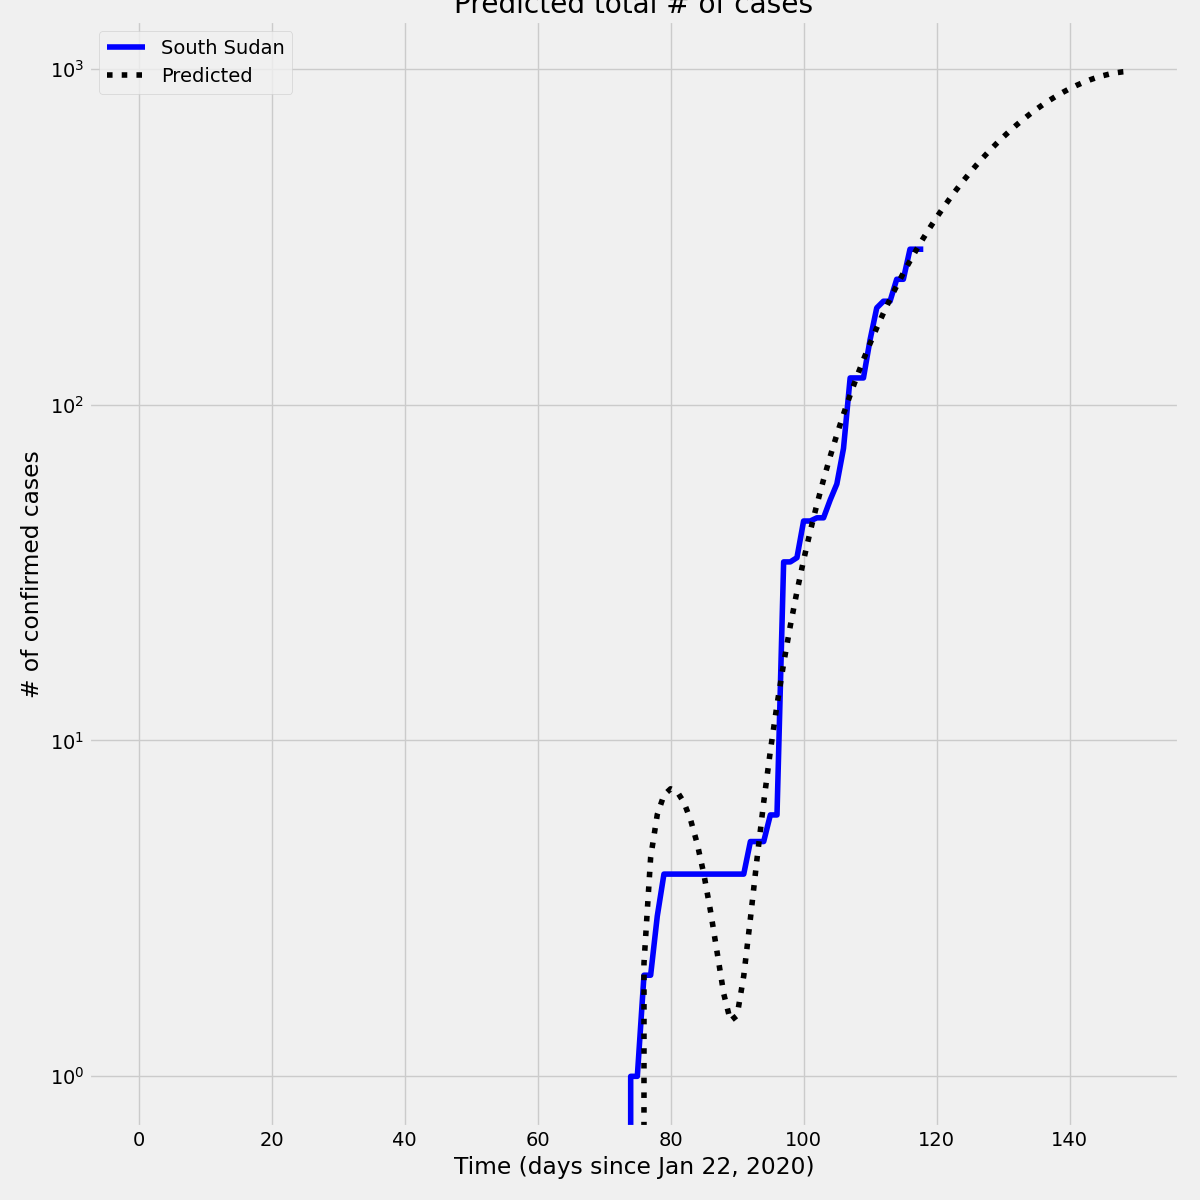 Predicted total # of cases
South Sudan
Predicted
10³
10²
10¹
10⁰
# of confirmed cases
0 20 40 60 80 100 120 140
Time (days since Jan 22, 2020)